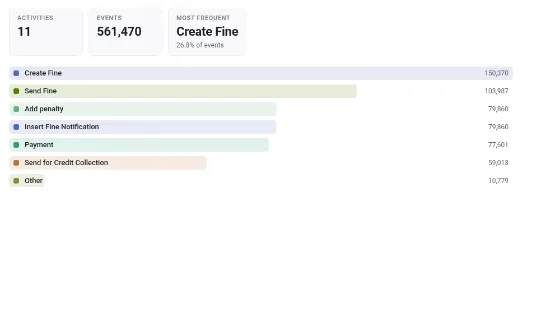 ACTIVITIES EVENTS MOST FREQUENT
11 561,470 Create Fine
26.8% of events
Create Fine 150,370
Send Fine 103,987
Add penalty 79,860
Insert Fine Notification 79,860
Payment 77,601
Send for Credit Collection 59,013
Other 10,779